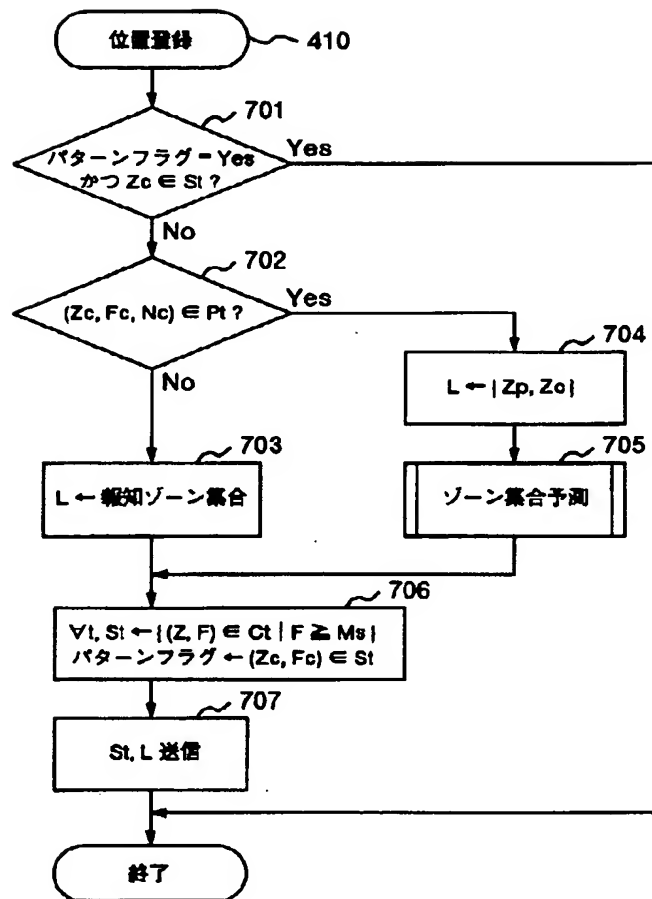 位置登録
410
701
パターンフラグ = Yes
かつ Zc ∈ St ?
Yes
No
702
(Zc, Fc, Nc) ∈ Pt ?
Yes
704
L ← { Zp, Zc }
No
703
L ← 報知ゾーン集合
705
ゾーン集合予測
706
∀t, St ← { (Z, F) ∈ Ct | F ≧ Ms }
パターンフラグ ← (Zc, Fc) ∈ St
707
St, L 送信
終了